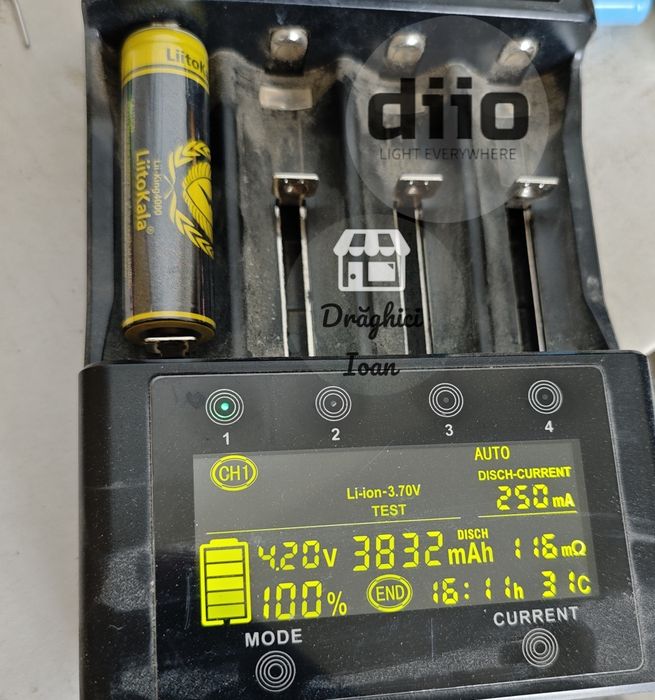 LiitoKala
Lii-King4000
LiitoKala®
diio
LIGHT EVERYWHERE
Drăghici
Ioan
1
2
3
4
CH1
AUTO
Li-ion-3.70V
DISCH-CURRENT
TEST
250mA
4.20V
DISCH
3832mAh
116mΩ
100%
END
16:11h
31C
MODE
CURRENT